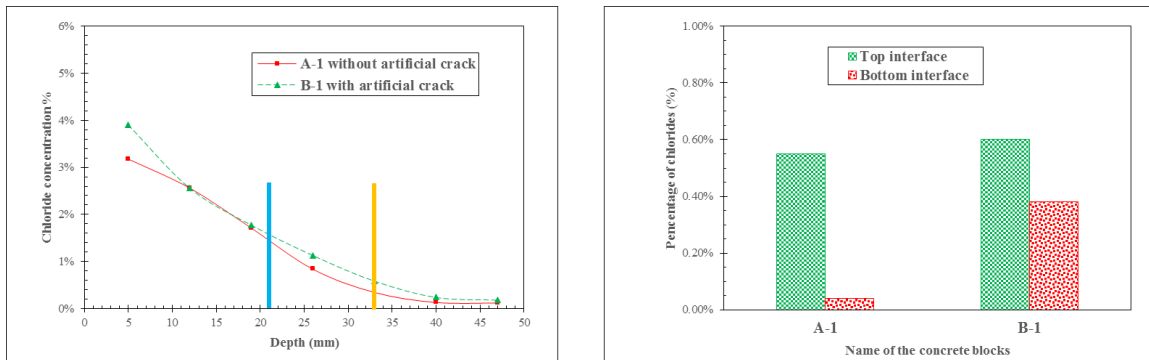 6%
5%
4%
3%
2%
1%
0%
Chloride concentration %
A-1 without artificial crack
B-1 with artificial crack
0 5 10 15 20 25 30 35 40 45 50
Depth (mm)
1.00%
0.80%
0.60%
0.40%
0.20%
0.00%
Pencentage of chlorides (%)
Top interface
Bottom interface
A-1 B-1
Name of the concrete blocks